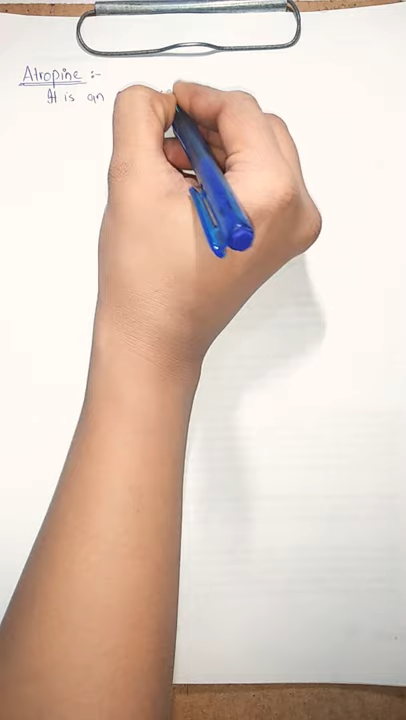 Atropine :-
It is an